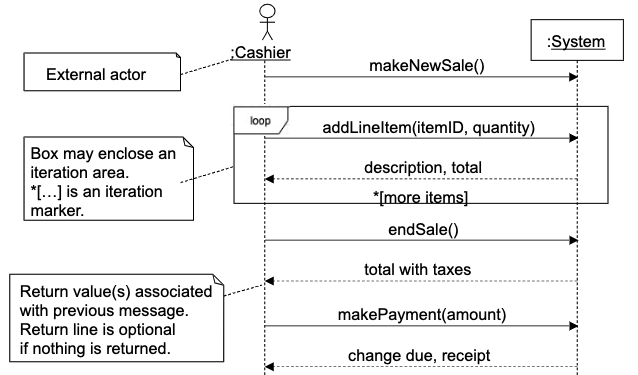 :Cashier
:System
External actor
makeNewSale()
loop
addLineItem(itemID, quantity)
Box may enclose an
iteration area.
*[...] is an iteration
marker.
description, total
*[more items]
endSale()
total with taxes
Return value(s) associated
with previous message.
Return line is optional
if nothing is returned.
makePayment(amount)
change due, receipt